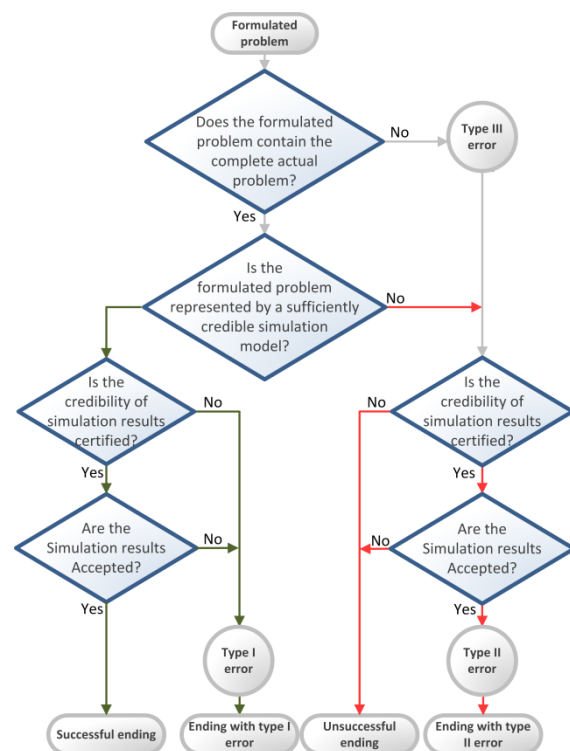 Formulated
problem
Does the formulated
problem contain the
complete actual
problem?
No
Type III
error
Yes
Is the
formulated problem
represented by a sufficiently
credible simulation
model?
No
Is the
credibility of
simulation results
certified?
No
Yes
Is the
credibility of
simulation results
certified?
No
Yes
Are the
Simulation results
Accepted?
No
Yes
Are the
Simulation results
Accepted?
No
Yes
Type I
error
Type II
error
Successful ending
Ending with type I
error
Unsuccessful
ending
Ending with type
II error